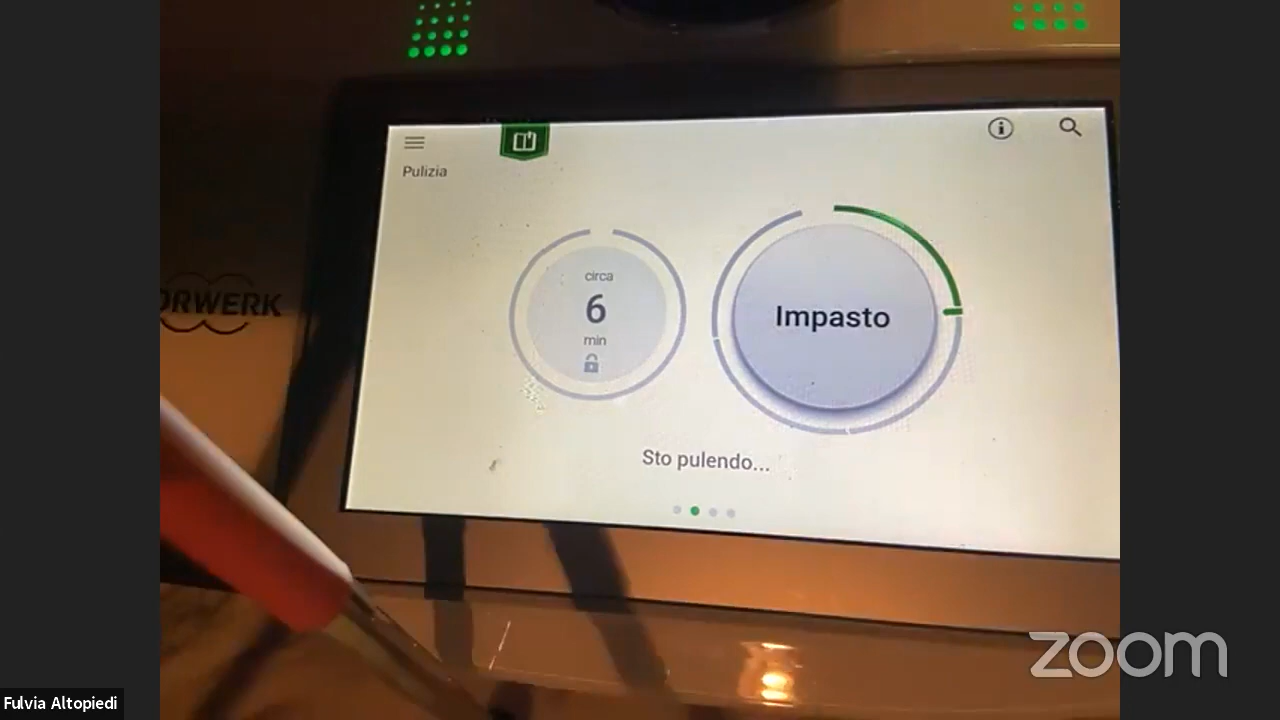 Pulizia
circa
6
min
Impasto
Sto pulendo...
ORWERK
zoom
Fulvia Altopiedi